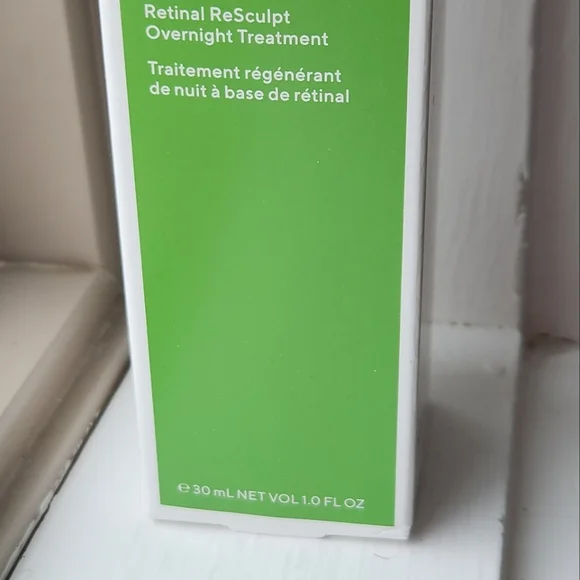 Retinal ReSculpt
Overnight Treatment
Traitement régénérant
de nuit à base de rétinal
℮ 30 mL NET VOL 1.0 FL OZ